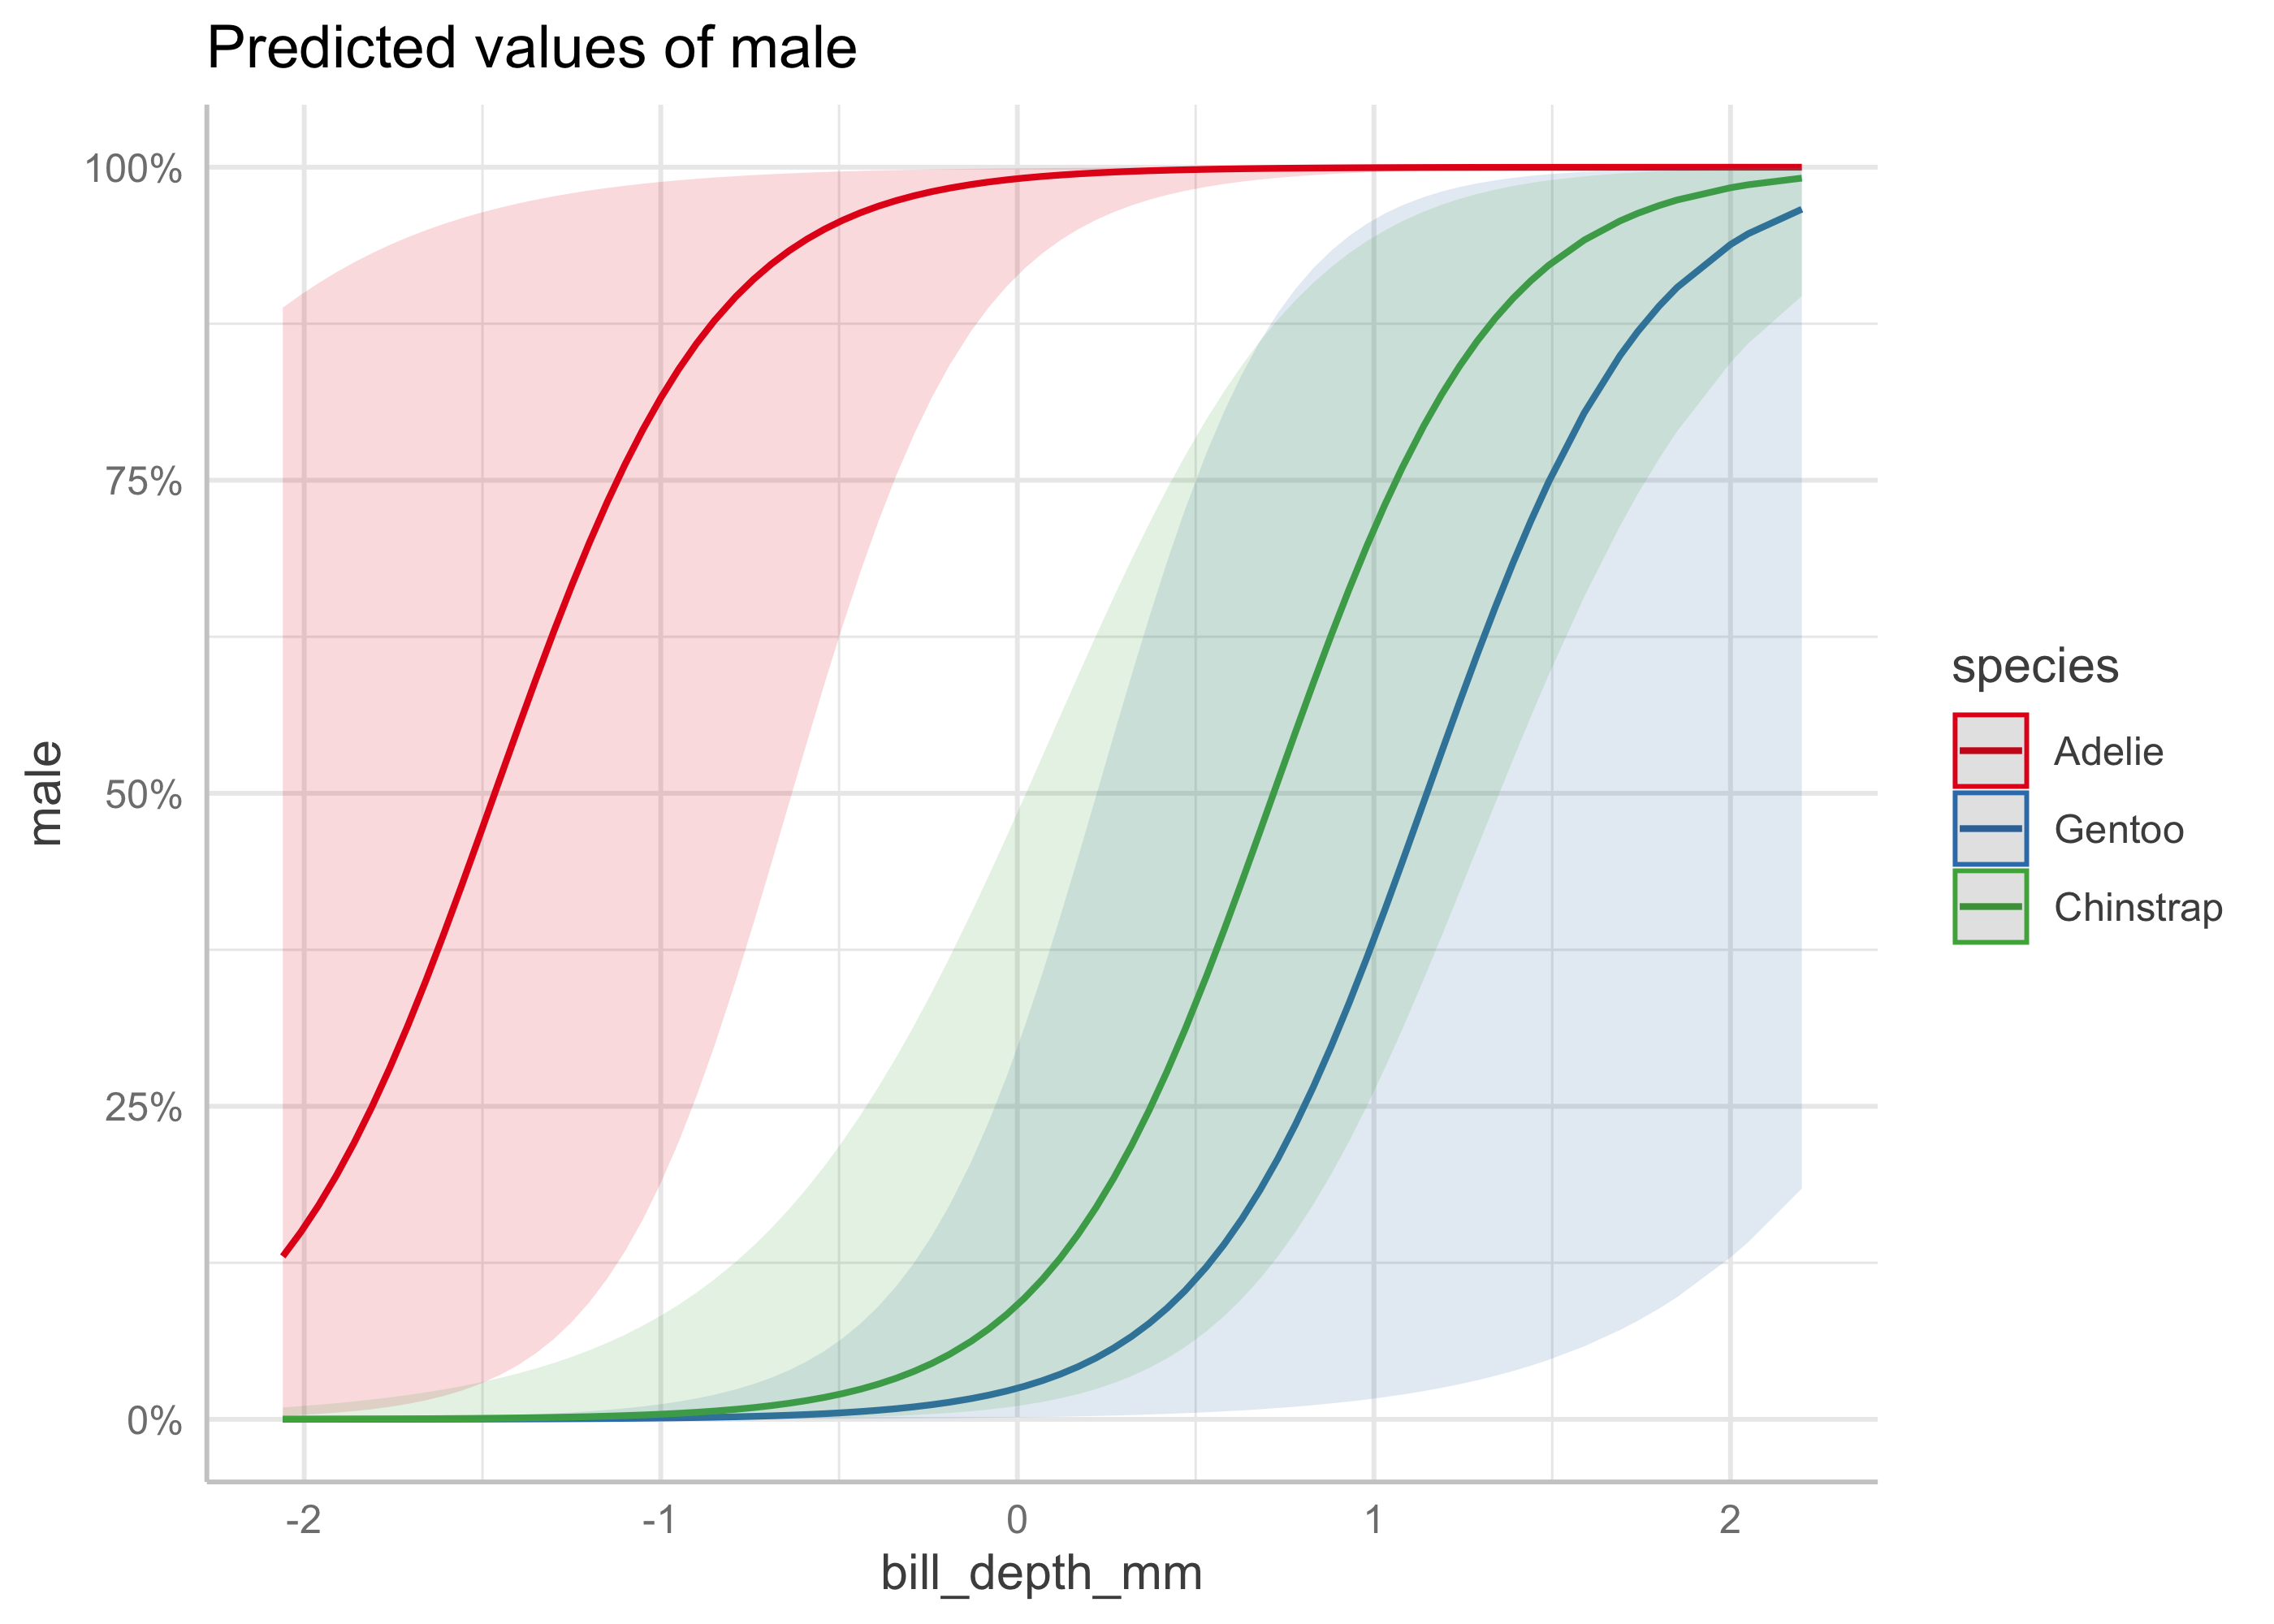 Predicted values of male
100%
75%
50%
25%
0%
male
-2 -1 0 1 2
bill_depth_mm
species
Adelie
Gentoo
Chinstrap